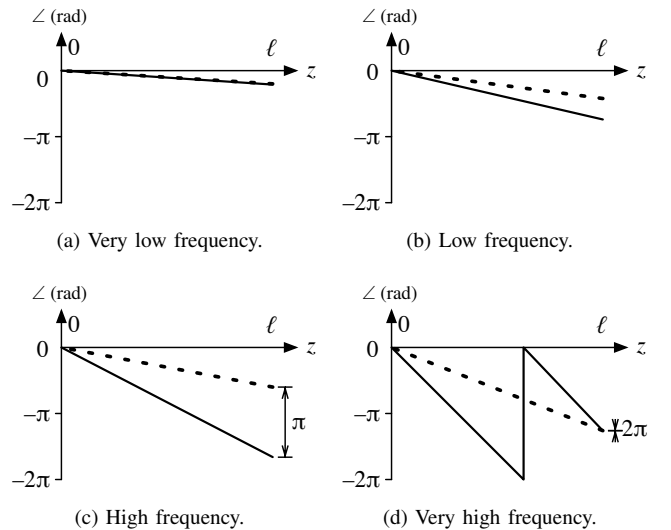 ∠ (rad)
0
ℓ
z
0
−π
−2π
(a) Very low frequency.
∠ (rad)
0
ℓ
z
0
−π
−2π
(b) Low frequency.
∠ (rad)
0
ℓ
z
0
−π
π
−2π
(c) High frequency.
∠ (rad)
0
ℓ
z
0
−π
2π
−2π
(d) Very high frequency.